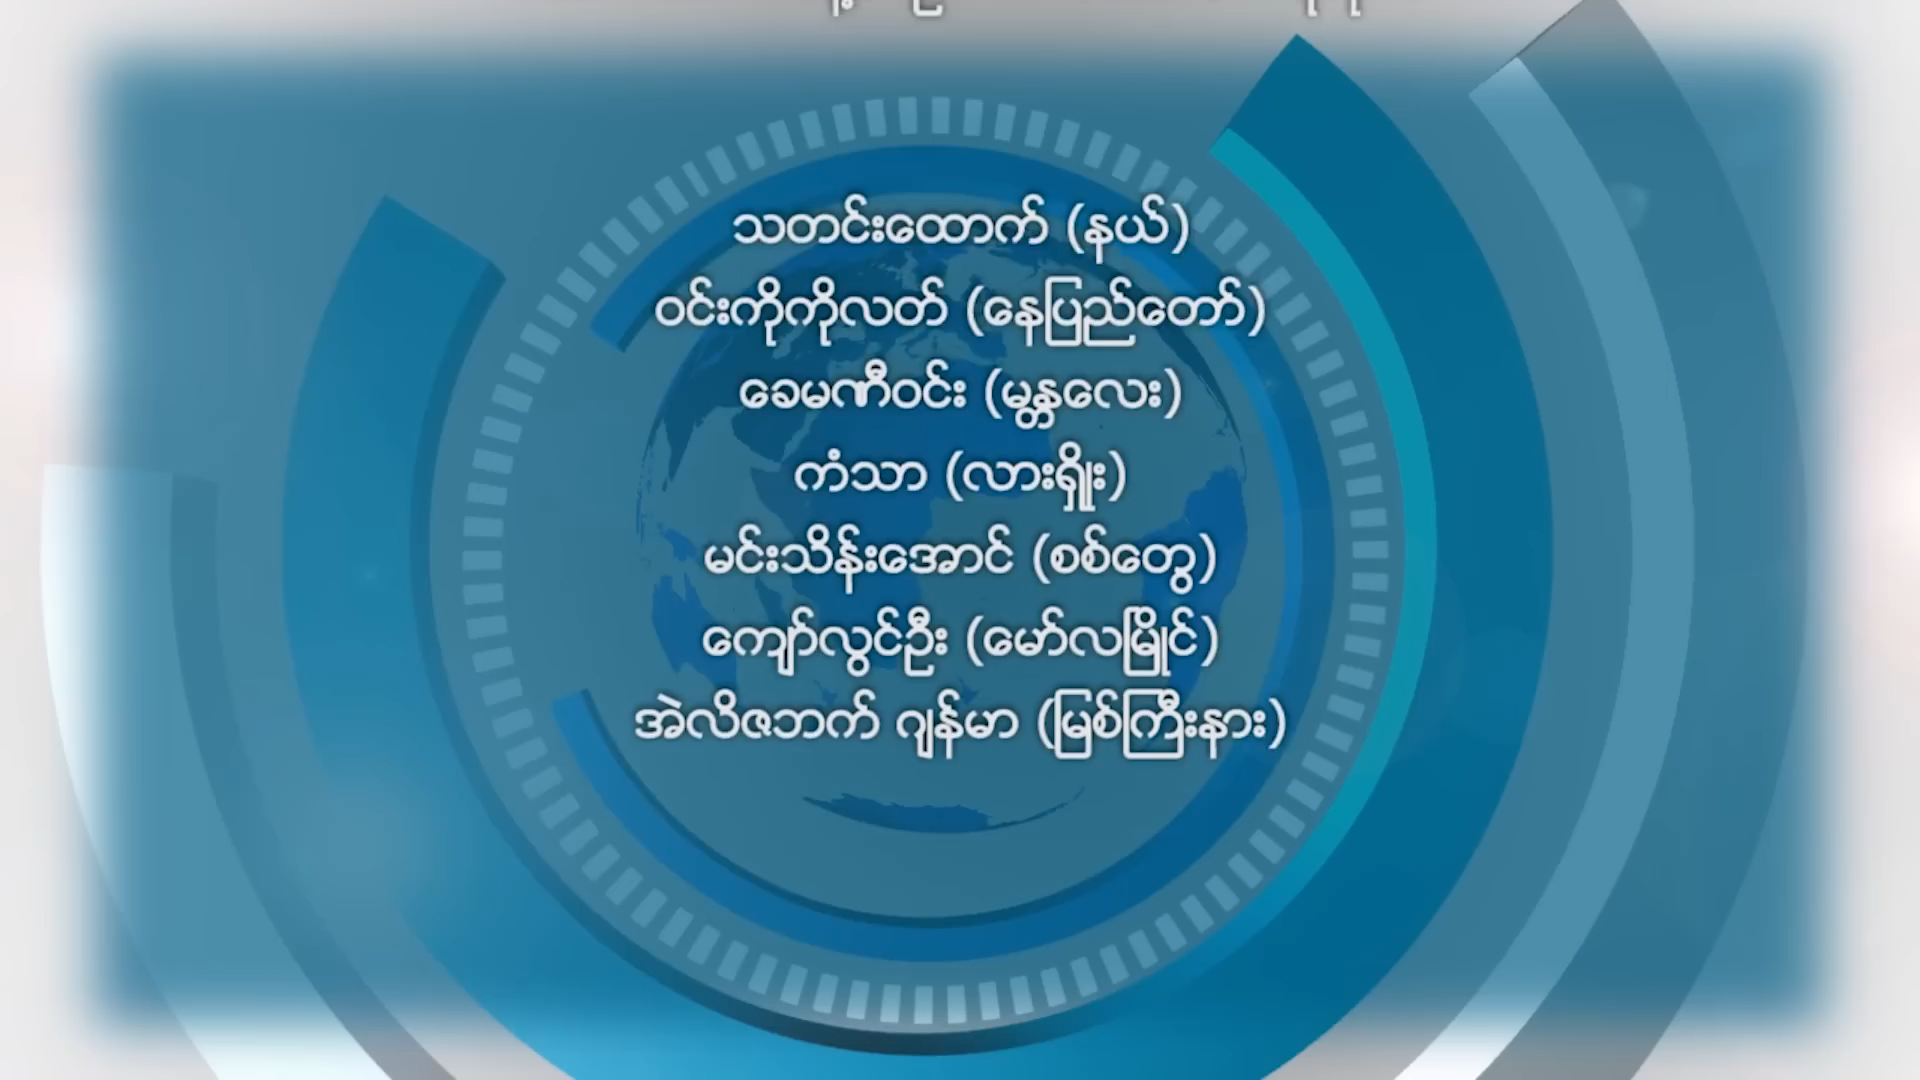 သတင်းထောက် (နယ်)
ဝင်းကိုကိုလတ် (နေပြည်တော်)
ခေမဏီဝင်း (မန္တလေး)
ကံသာ (လားရှိုး)
မင်းသိန်းအောင် (စစ်တွေ)
ကျော်လွင်ဦး (မော်လမြိုင်)
အဲလိဇဘက် ဂျန်မာ (မြစ်ကြီးနား)